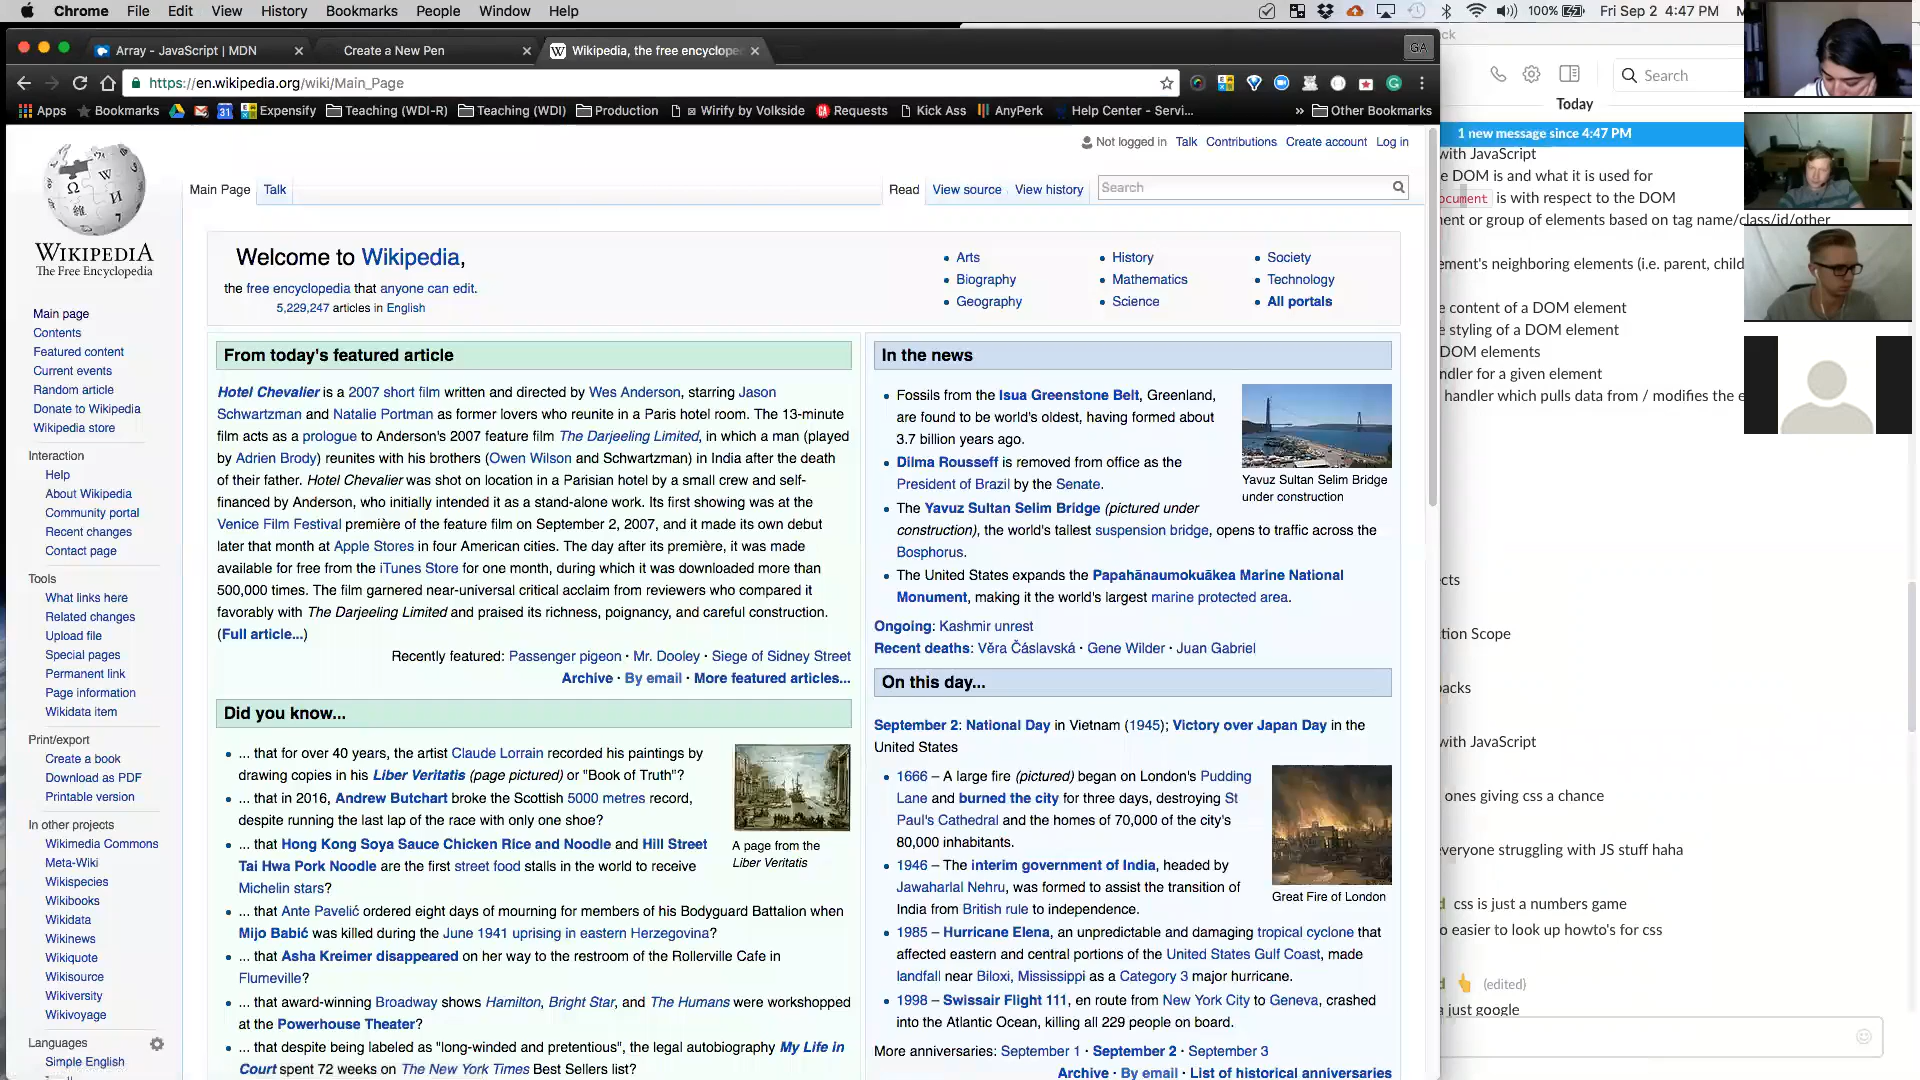 Chrome File Edit View History Bookmarks People Window Help
100% Fri Sep 2 4:47 PM
Array - JavaScript | MDN
Create a New Pen
Wikipedia, the free encyclope
GA
https://en.wikipedia.org/wiki/Main_Page
Apps Bookmarks 31 Expensify Teaching (WDI-R) Teaching (WDI) Production Wirify by Volkside Requests Kick Ass AnyPerk Help Center - Servi... » Other Bookmarks
WIKIPEDIA
The Free Encyclopedia
Main page
Contents
Featured content
Current events
Random article
Donate to Wikipedia
Wikipedia store
Interaction
Help
About Wikipedia
Community portal
Recent changes
Contact page
Tools
What links here
Related changes
Upload file
Special pages
Permanent link
Page information
Wikidata item
Print/export
Create a book
Download as PDF
Printable version
In other projects
Wikimedia Commons
Meta-Wiki
Wikispecies
Wikibooks
Wikidata
Wikinews
Wikiquote
Wikisource
Wikiversity
Wikivoyage
Languages
Simple English
Not logged in Talk Contributions Create account Log in
Main Page Talk
Read View source View history Search
Welcome to Wikipedia,
the free encyclopedia that anyone can edit.
5,229,247 articles in English
Arts
Biography
Geography
History
Mathematics
Science
Society
Technology
All portals
From today's featured article
Hotel Chevalier is a 2007 short film written and directed by Wes Anderson, starring Jason
Schwartzman and Natalie Portman as former lovers who reunite in a Paris hotel room. The 13-minute
film acts as a prologue to Anderson's 2007 feature film The Darjeeling Limited, in which a man (played
by Adrien Brody) reunites with his brothers (Owen Wilson and Schwartzman) in India after the death
of their father. Hotel Chevalier was shot on location in a Parisian hotel by a small crew and self-
financed by Anderson, who initially intended it as a stand-alone work. Its first showing was at the
Venice Film Festival première of the feature film on September 2, 2007, and it made its own debut
later that month at Apple Stores in four American cities. The day after its première, it was made
available for free from the iTunes Store for one month, during which it was downloaded more than
500,000 times. The film garnered near-universal critical acclaim from reviewers who compared it
favorably with The Darjeeling Limited and praised its richness, poignancy, and careful construction.
(Full article...)
Recently featured: Passenger pigeon · Mr. Dooley · Siege of Sidney Street
Archive · By email · More featured articles...
Did you know...
... that for over 40 years, the artist Claude Lorrain recorded his paintings by
drawing copies in his Liber Veritatis (page pictured) or "Book of Truth"?
... that in 2016, Andrew Butchart broke the Scottish 5000 metres record,
despite running the last lap of the race with only one shoe?
... that Hong Kong Soya Sauce Chicken Rice and Noodle and Hill Street
Tai Hwa Pork Noodle are the first street food stalls in the world to receive
Michelin stars?
A page from the
Liber Veritatis
... that Ante Pavelić ordered eight days of mourning for members of his Bodyguard Battalion when
Mijo Babić was killed during the June 1941 uprising in eastern Herzegovina?
... that Asha Kreimer disappeared on her way to the restroom of the Rollerville Cafe in
Flumeville?
... that award-winning Broadway shows Hamilton, Bright Star, and The Humans were workshopped
at the Powerhouse Theater?
... that despite being labeled as "long-winded and pretentious", the legal autobiography My Life in
Court spent 72 weeks on The New York Times Best Sellers list?
In the news
Fossils from the Isua Greenstone Belt, Greenland,
are found to be world's oldest, having formed about
3.7 billion years ago.
Dilma Rousseff is removed from office as the
President of Brazil by the Senate.
The Yavuz Sultan Selim Bridge (pictured under
construction), the world's tallest suspension bridge, opens to traffic across the
Bosphorus.
The United States expands the Papahānaumokuākea Marine National
Monument, making it the world's largest marine protected area.
Yavuz Sultan Selim Bridge
under construction
Ongoing: Kashmir unrest
Recent deaths: Věra Čáslavská · Gene Wilder · Juan Gabriel
On this day...
September 2: National Day in Vietnam (1945); Victory over Japan Day in the
United States
1666 – A large fire (pictured) began on London's Pudding
Lane and burned the city for three days, destroying St
Paul's Cathedral and the homes of 70,000 of the city's
80,000 inhabitants.
1946 – The interim government of India, headed by
Jawaharlal Nehru, was formed to assist the transition of
India from British rule to independence.
Great Fire of London
1985 – Hurricane Elena, an unpredictable and damaging tropical cyclone that
affected eastern and central portions of the United States Gulf Coast, made
landfall near Biloxi, Mississippi as a Category 3 major hurricane.
1998 – Swissair Flight 111, en route from New York City to Geneva, crashed
into the Atlantic Ocean, killing all 229 people on board.
More anniversaries: September 1 · September 2 · September 3
Archive · By email · List of historical anniversaries
ck
Search
Today
1 new message since 4:47 PM
with JavaScript
e DOM is and what it is used for
ocument is with respect to the DOM
ent or group of elements based on tag name/class/id/other
ement's neighboring elements (i.e. parent, child
e content of a DOM element
e styling of a DOM element
DOM elements
ndler for a given element
handler which pulls data from / modifies the e
ects
tion Scope
acks
with JavaScript
ones giving css a chance
everyone struggling with JS stuff haha
css is just a numbers game
o easier to look up howto's for css
(edited)
just google